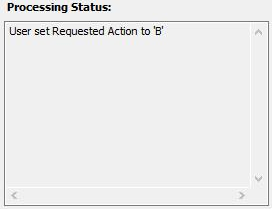 Processing Status:
User set Requested Action to 'B'